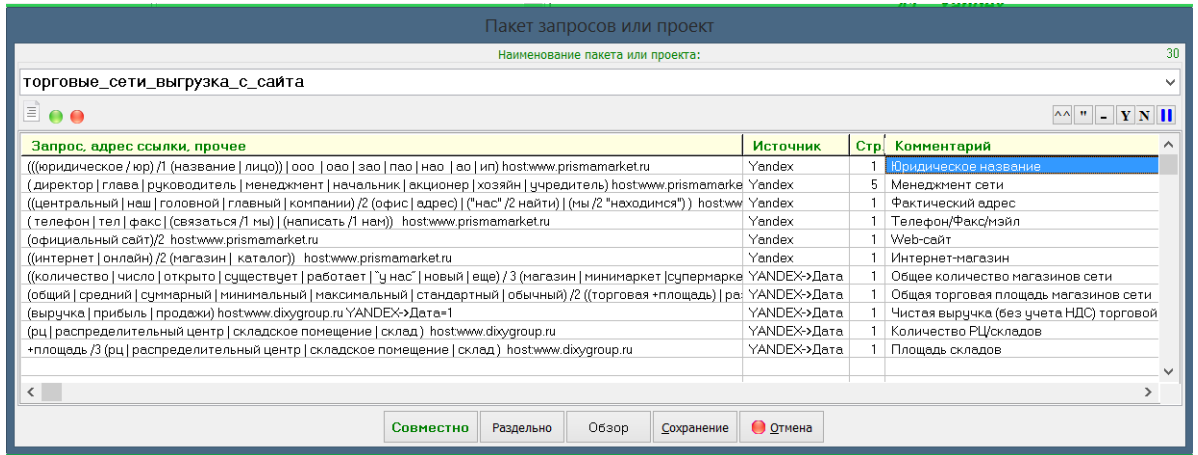 Пакет запросов или проект
Наименование пакета или проекта: 30
торговые_сети_выгрузка_с_сайта
^^ " - Y N
Запрос, адрес ссылки, прочее Источник Стр. Комментарий
(((юридическое / юр) /1 (название | лицо)) | ооо | оао | зао | пао | нао | ао | ип) host:www.prismamarket.ru Yandex 1 Юридическое название
( директор | глава | руководитель | менеджмент | начальник | акционер | хозяйн | учредитель) host:www.prismamarke Yandex 5 Менеджмент сети
((центральный | наш | головной | главный | компании) /2 (офис | адрес) | ("нас" /2 найти) | (мы /2 "находимся") ) host:ww Yandex 1 Фактический адрес
( телефон | тел | факс | (связаться /1 мы) | (написать /1 нам)) host:www.prismamarket.ru Yandex 1 Телефон/Факс/мэйл
(официальный сайт)/2 host:www.prismamarket.ru Yandex 1 Web-сайт
((интернет | онлайн) /2 (магазин | каталог)) host:www.prismamarket.ru Yandex 1 Интернет-магазин
((количество | число | открыто | существует | работает | ``у нас`` | новый | еще) / 3 (магазин | минимаркет |супермарке YANDEX->Дата 1 Общее количество магазинов сети
(общий | средний | суммарный | минимальный | максимальный | стандартный | обычный) /2 ((торговая +площадь) | ра: YANDEX->Дата 1 Общая торговая площадь магазинов сети
(выручка | прибыль | продажи) host:www.dixygroup.ru YANDEX->Дата=1 YANDEX->Дата 1 Чистая выручка (без учета НДС) торговой
(рц | распределительный центр | складское помещение | склад ) host:www.dixygroup.ru YANDEX->Дата 1 Количество РЦ/складов
+площадь /3 (рц | распределительный центр | складское помещение | склад ) host:www.dixygroup.ru YANDEX->Дата 1 Площадь складов
Совместно Раздельно Обзор Сохранение Отмена